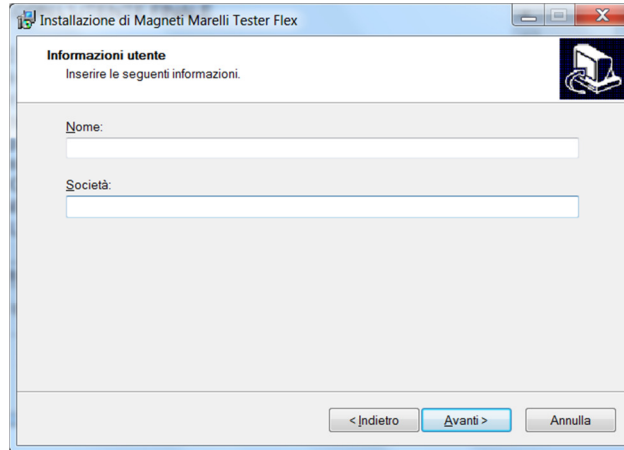 Installazione di Magneti Marelli Tester Flex
Informazioni utente
Inserire le seguenti informazioni.
Nome:
Società:
< Indietro
Avanti >
Annulla